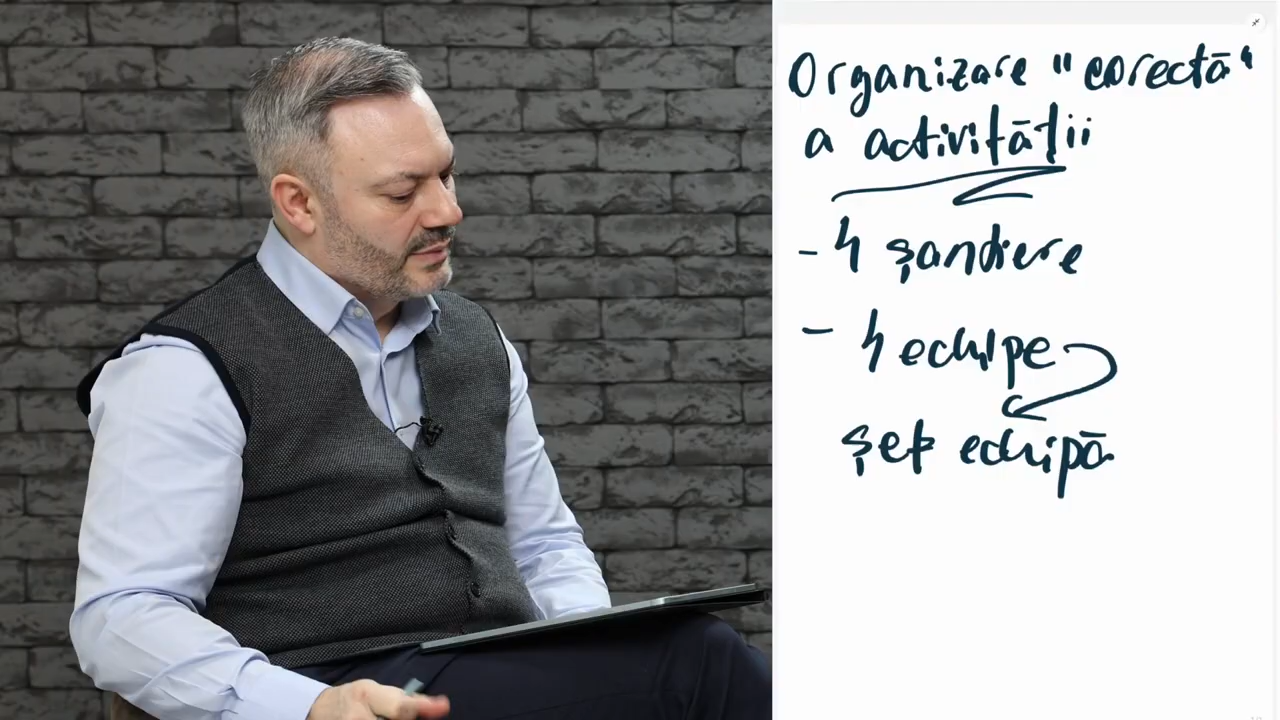 Organizare "corectă"
a activității
- 4 șantiere
- 4 echipe
șef echipă